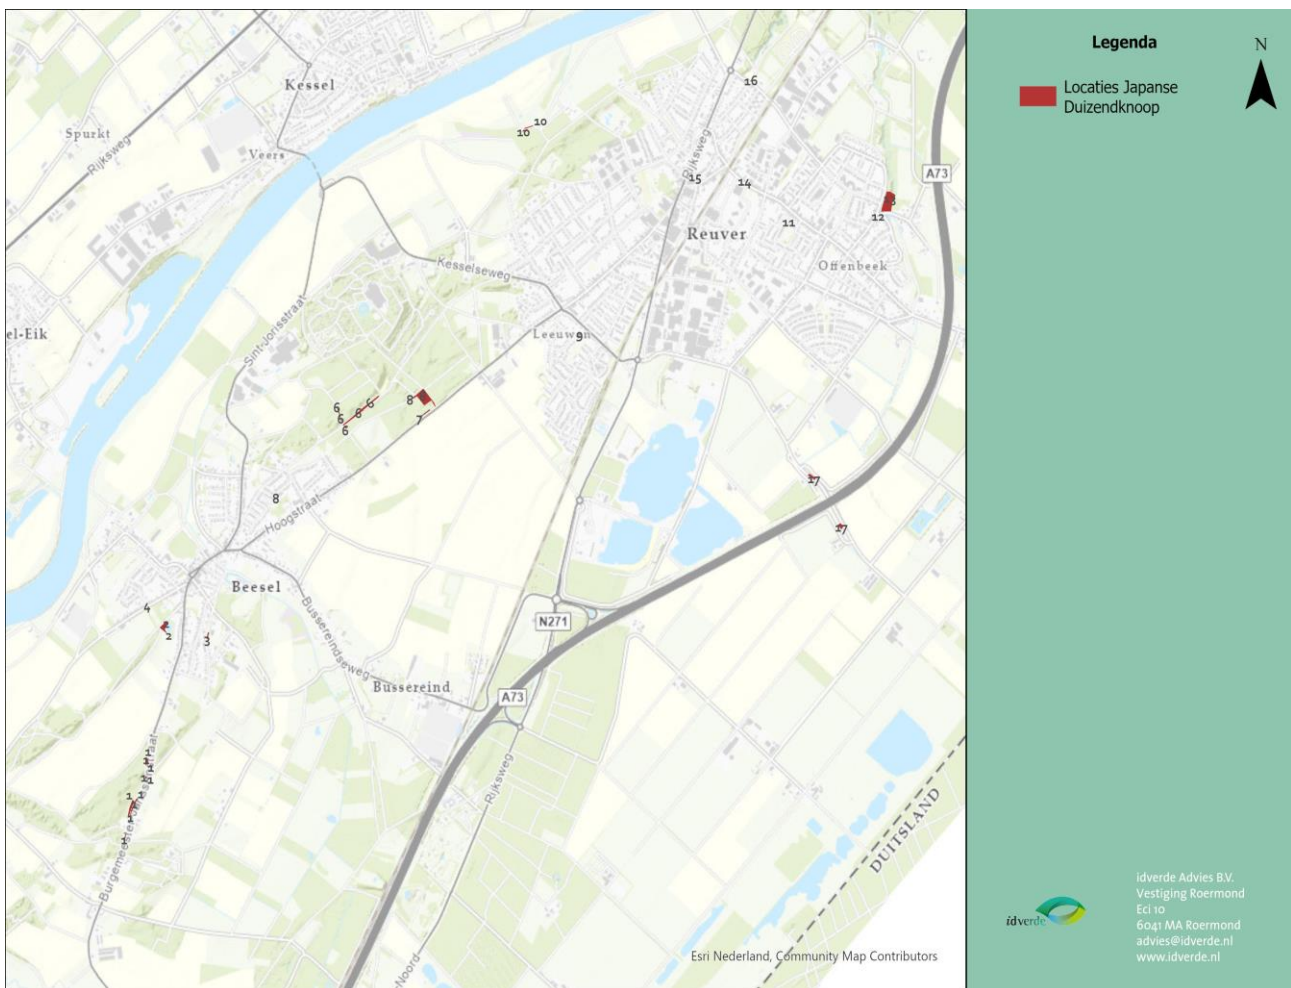 Kessel
Spurkt
Rijksweg
Veers
10
10
Rijksweg
16
15
14
A73
11
12
Reuver
Offenbeek
Kesselseweg
el-Eik
Sint-Jorisstraat
Leeuwen
9
6
6
6
6
6
8
7
8
Hoogstraat
17
17
Beesel
4
2
3
Bussereindseweg
Bussereind
N271
A73
1
1
1
1
1
1
1
Rijksweg
DUITSLAND
-Noord
Esri Nederland, Community Map Contributors
Legenda
N
Locaties Japanse
Duizendknoop
idverde
idverde Advies B.V.
Vestiging Roermond
Eci 10
6041 MA Roermond
advies@idverde.nl
www.idverde.nl